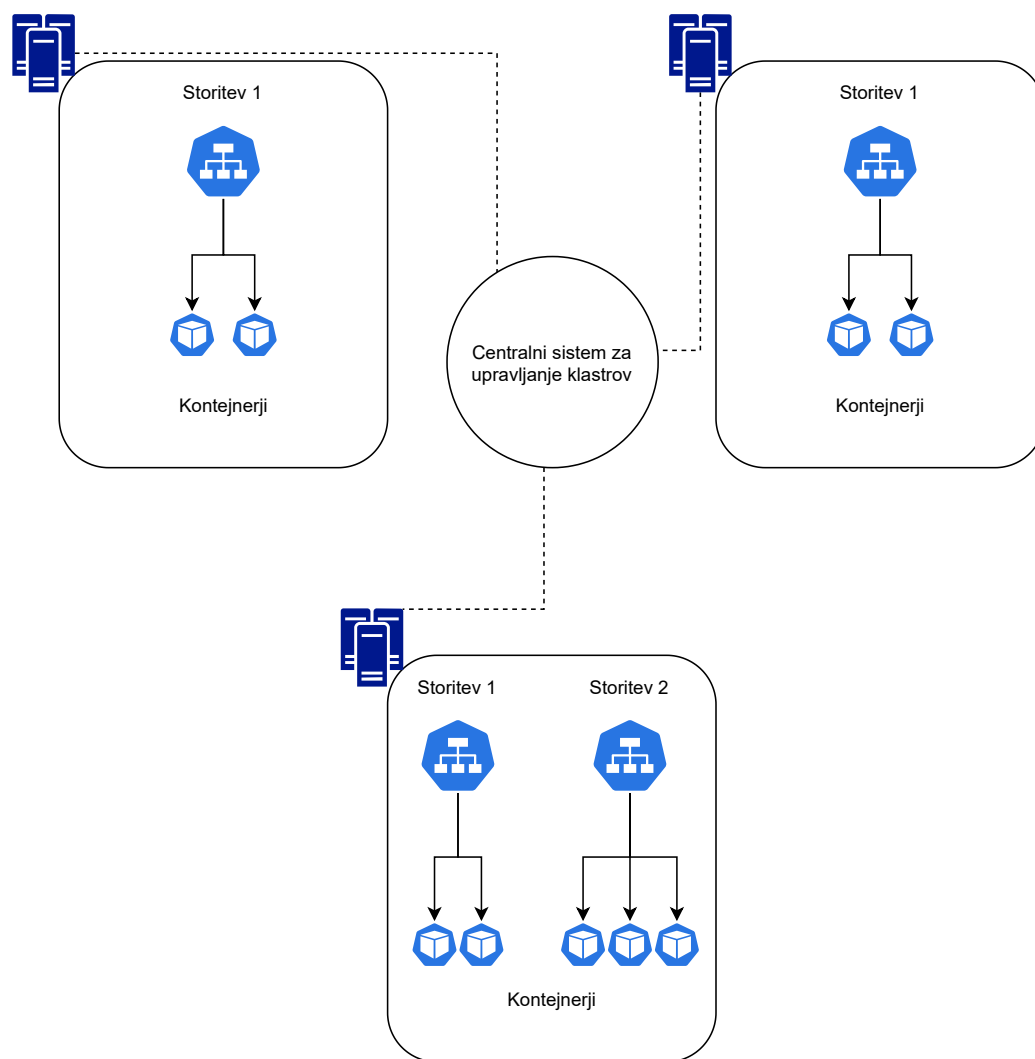 Storitev 1
Kontejnerji
Storitev 1
Kontejnerji
Centralni sistem za
upravljanje klastrov
Storitev 1
Storitev 2
Kontejnerji